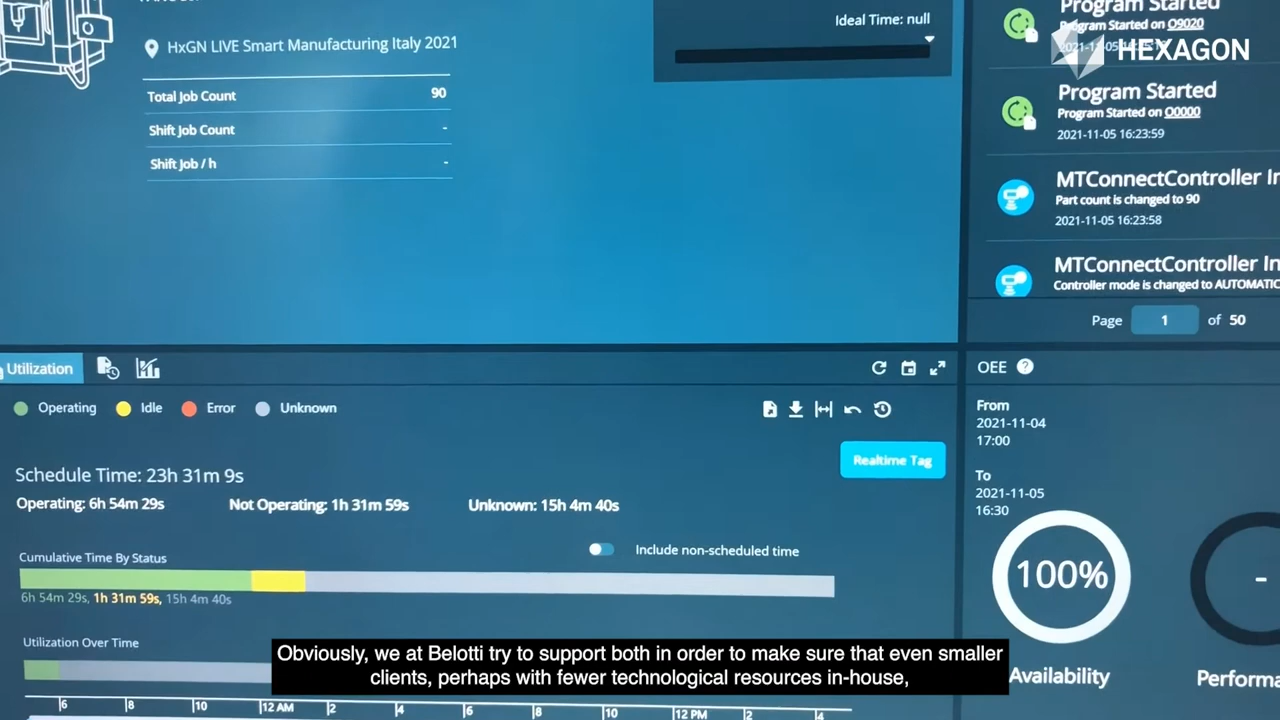 Ideal Time: null
HxGN LIVE Smart Manufacturing Italy 2021
Total Job Count 90
Shift Job Count -
Shift Job / h -
Program Started
Program Started on O9020
HEXAGON
Program Started
Program Started on O0000
2021-11-05 16:23:59
MTConnectController
Part count is changed to 90
2021-11-05 16:23:58
MTConnectController
Controller mode is changed to AUTOMATIC
Page 1 of 50
Utilization
Operating Idle Error Unknown
Realtime Tag
Schedule Time: 23h 31m 9s
Operating: 6h 54m 29s Not Operating: 1h 31m 59s Unknown: 15h 4m 40s
Include non-scheduled time
Cumulative Time By Status
6h 54m 29s, 1h 31m 59s, 15h 4m 40s
Utilization Over Time
6 8 10 12 AM 2 4 6 8 10 12 PM 2 4
OEE ?
From
2021-11-04
17:00
To
2021-11-05
16:30
100% -
Availability
Obviously, we at Belotti try to support both in order to make sure that even smaller
clients, perhaps with fewer technological resources in-house,